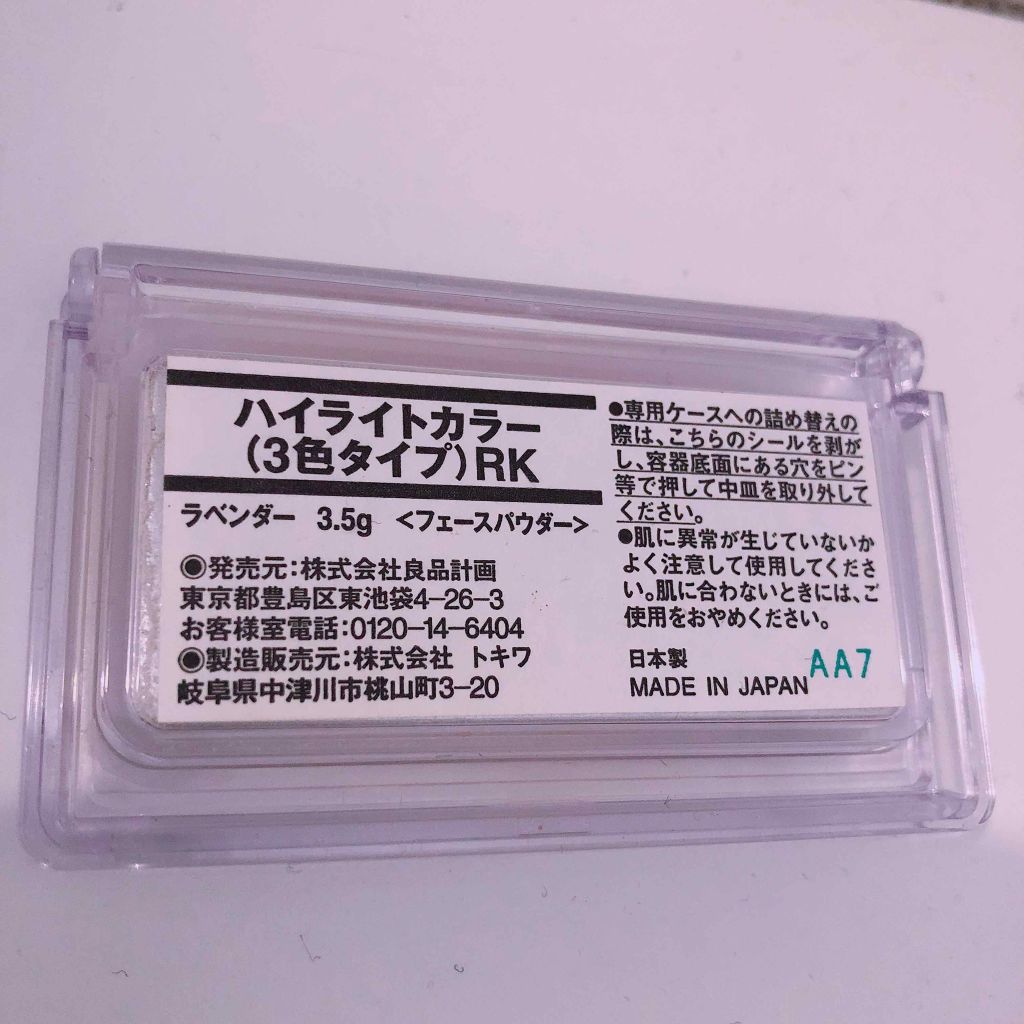 ハイライトカラー
（3色タイプ）RK
ラベンダー 3.5g <フェースパウダー>
◉発売元：株式会社良品計画
東京都豊島区東池袋4-26-3
お客様室電話：0120-14-6404
◉製造販売元：株式会社 トキワ
岐阜県中津川市桃山町3-20
●専用ケースへの詰め替えの
際は、こちらのシールを剥が
し、容器底面にある穴をピン
等で押して中皿を取り外して
ください。
●肌に異常が生じていないか
よく注意して使用してくださ
い。肌に合わないときには、ご
使用をおやめください。
日本製
MADE IN JAPAN AA7